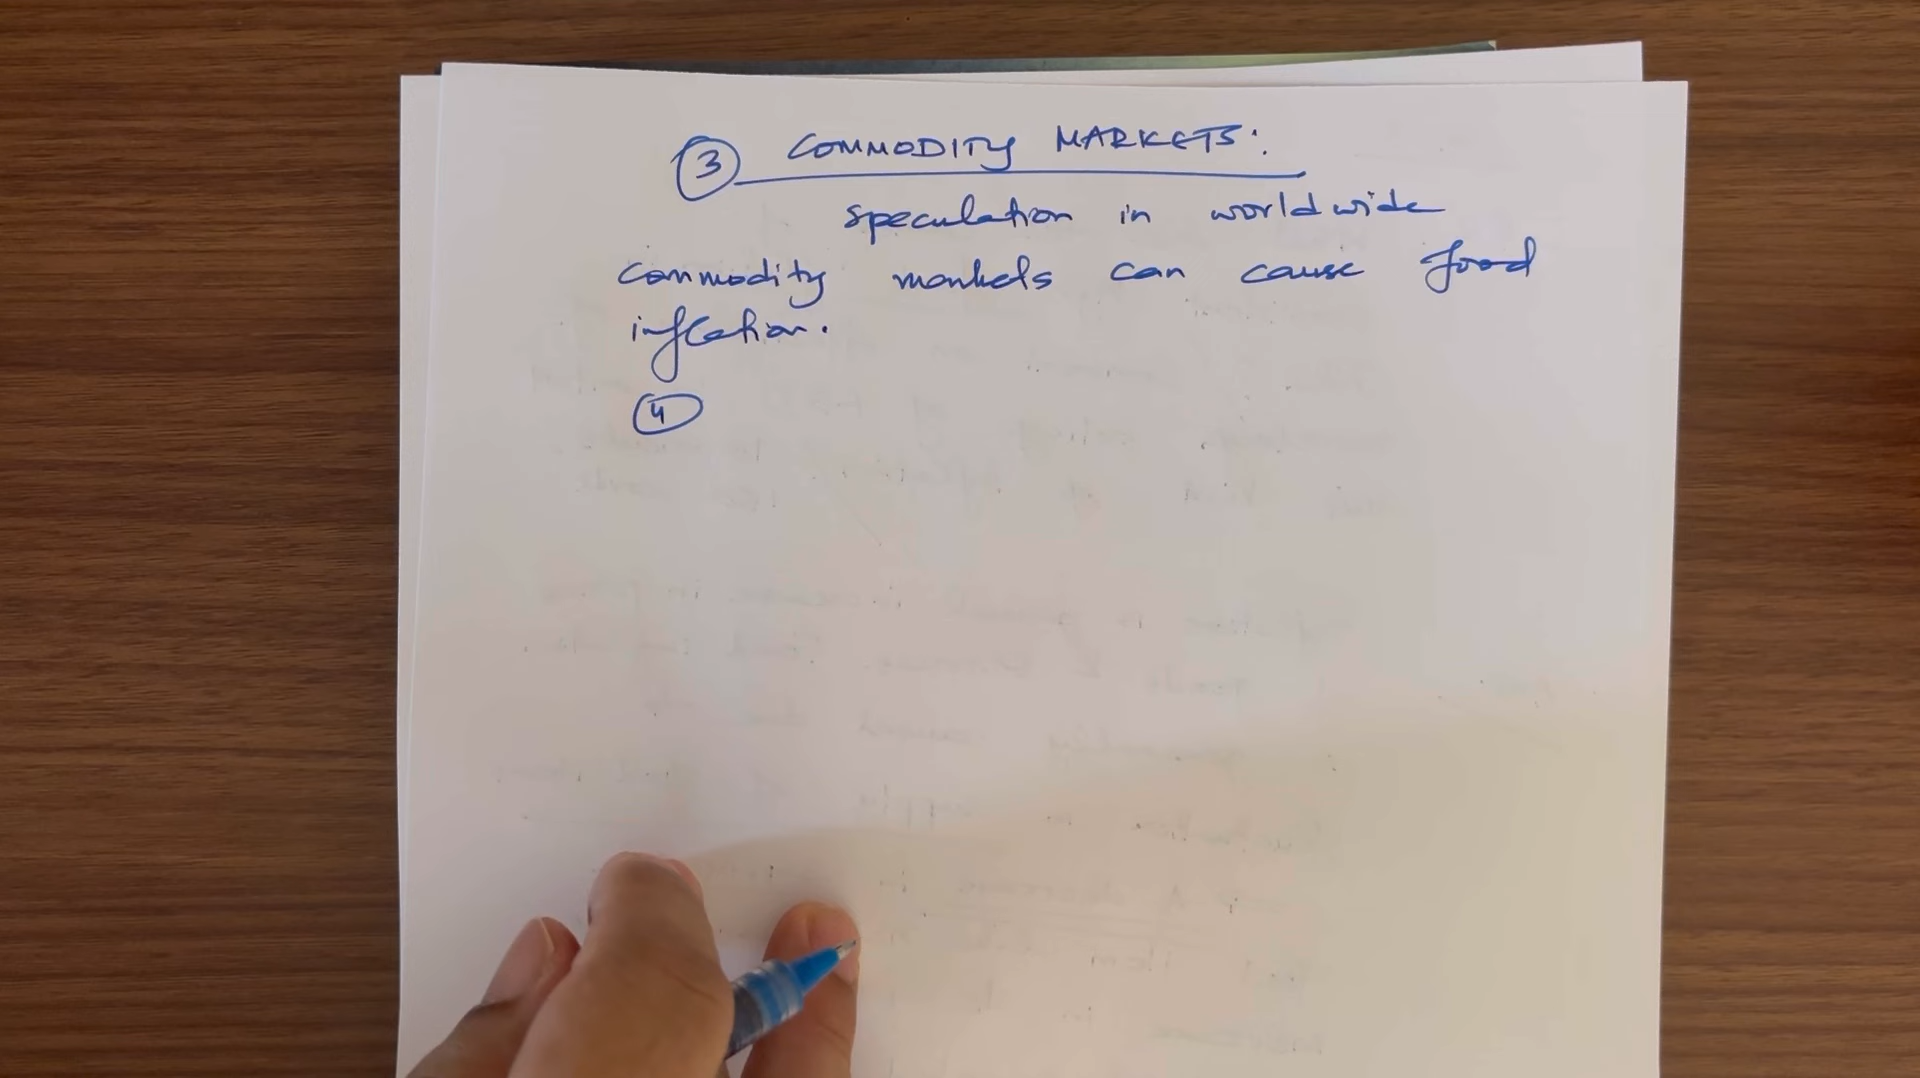 3 COMMODITY MARKETS:
speculation in worldwide
commodity markets can cause food
inflation.
4